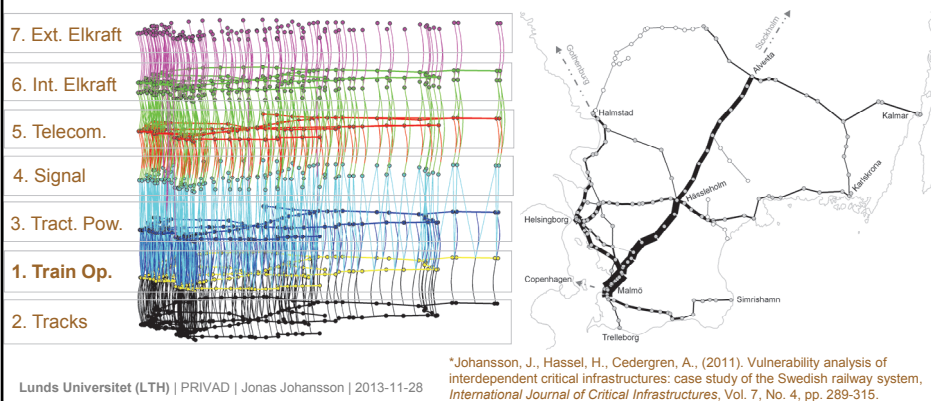 7. Ext. Elkraft
6. Int. Elkraft
5. Telecom.
4. Signal
3. Tract. Pow.
1. Train Op.
2. Tracks
Stockholm
Gothenburg
Alvesta
Halmstad
Kalmar
Karlskrona
Hässleholm
Helsingborg
Copenhagen
Malmö
Simrishamn
Trelleborg
*Johansson, J., Hassel, H., Cedergren, A., (2011). Vulnerability analysis of
interdependent critical infrastructures: case study of the Swedish railway system,
International Journal of Critical Infrastructures, Vol. 7, No. 4, pp. 289-315.
Lunds Universitet (LTH) | PRIVAD | Jonas Johansson | 2013-11-28